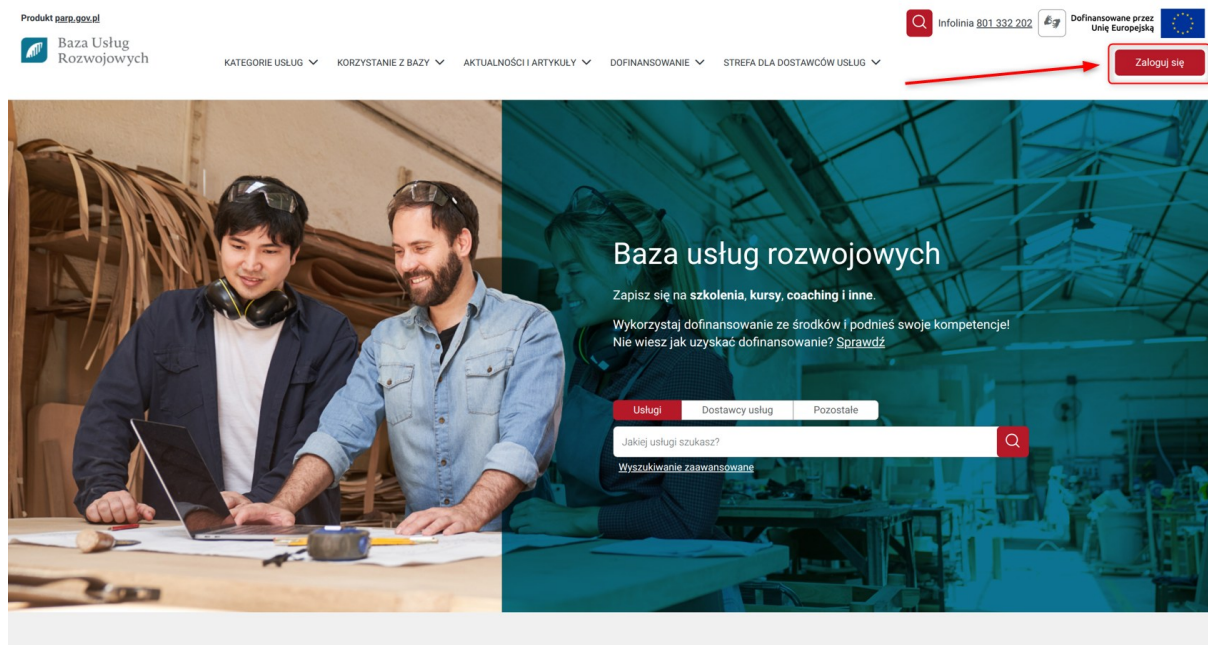 Produkt parp.gov.pl
Infolinia 801 332 202
Dofinansowane przez
Unię Europejską
Baza Usług
Rozwojowych
KATEGORIE USŁUG
KORZYSTANIE Z BAZY
AKTUALNOŚCI I ARTYKUŁY
DOFINANSOWANIE
STREFA DLA DOSTAWCÓW USŁUG
Zaloguj się
Baza usług rozwojowych
Zapisz się na szkolenia, kursy, coaching i inne.
Wykorzystaj dofinansowanie ze środków i podnieś swoje kompetencje!
Nie wiesz jak uzyskać dofinansowanie? Sprawdź
Usługi
Dostawcy usług
Pozostałe
Jakiej usługi szukasz?
Wyszukiwanie zaawansowane